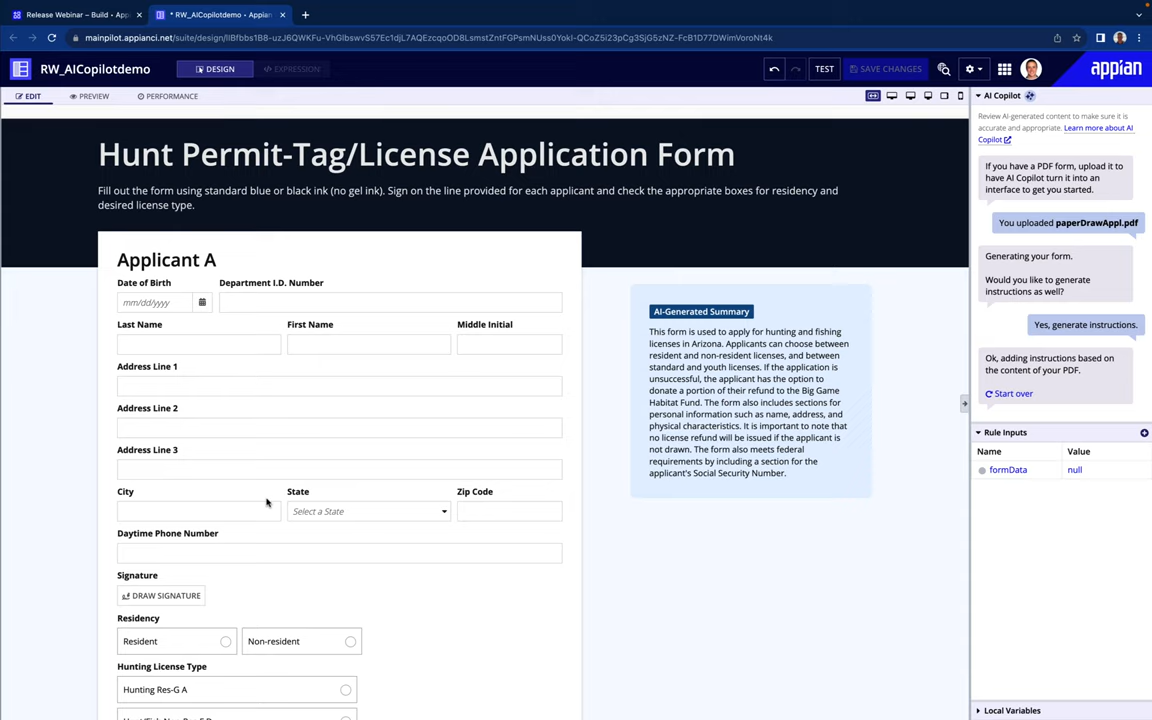 Release Webinar – Build - Appi
* RW_AICopilotdemo - Appian
RW_AICopilotdemo
DESIGN
EXPRESSION
TEST
SAVE CHANGES
appian
EDIT
PREVIEW
PERFORMANCE
Hunt Permit-Tag/License Application Form
Fill out the form using standard blue or black ink (no gel ink). Sign on the line provided for each applicant and check the appropriate boxes for residency and
desired license type.
Applicant A
Date of Birth
Department I.D. Number
mm/dd/yyyy
Last Name
First Name
Middle Initial
Address Line 1
Address Line 2
Address Line 3
City
State
Zip Code
Select a State
Daytime Phone Number
Signature
DRAW SIGNATURE
Residency
Resident
Non-resident
Hunting License Type
Hunting Res-G A
AI-Generated Summary
This form is used to apply for hunting and fishing
licenses in Arizona. Applicants can choose between
resident and non-resident licenses, and between
standard and youth licenses. If the application is
unsuccessful, the applicant has the option to
donate a portion of their refund to the Big Game
Habitat Fund. The form also includes sections for
personal information such as name, address, and
physical characteristics. It is important to note that
no license refund will be issued if the applicant is
not drawn. The form also meets federal
requirements by including a section for the
applicant's Social Security Number.
AI Copilot
Review AI-generated content to make sure it is
accurate and appropriate. Learn more about AI
Copilot
If you have a PDF form, upload it to
have AI Copilot turn it into an
interface to get you started.
You uploaded paperDrawAppl.pdf
Generating your form.
Would you like to generate
instructions as well?
Yes, generate instructions.
Ok, adding instructions based on
the content of your PDF.
Start over
Rule Inputs
Name
Value
formData
null
Local Variables